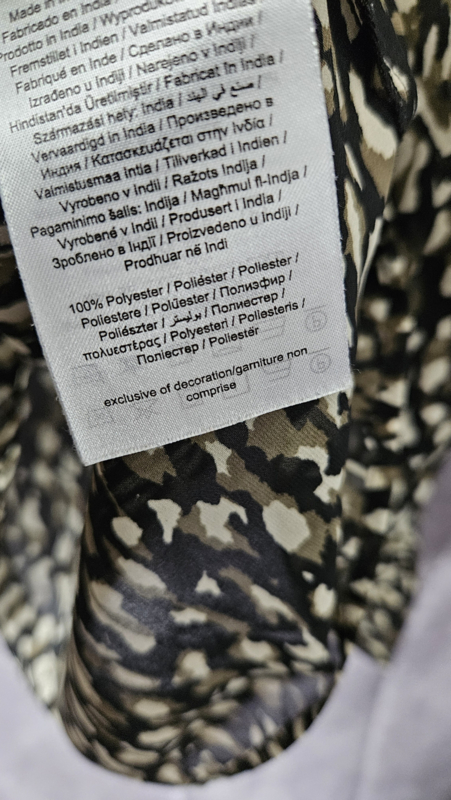 Made in
Fabricado en India
Prodotto in India / Wyprodukow
Fremstillet i Indien / Valmistatud Indias
Fabriqué en Inde / Сделано в Индии /
Izrađeno u Indiji / Narejeno v Indiji /
Hindistan'da Üretilmiştir / Fabricat în India /
Származási hely: India / صنع في الهند /
Vervaardigd in India / Произведено в
Индия / Κατασκευάζεται στην Ινδία /
Valmistusmaa Intia / Tillverkad i Indien /
Vyrobeno v Indii / Ražots Indija /
Pagaminimo šalis: Indija / Magħmul fl-Indja /
Vyrobené v Indii / Produsert i India /
Зроблено в Індії / Proizvedeno u Indiji /
Prodhuar në Indi
100% Polyester / Poliéster / Poliester /
Poliestere / Polüester / Полиэфир /
Poliészter / بوليستر / Полиестер /
πολυεστέρας / Polyesteri / Poliesteris /
Поліестер / Poliestër
exclusive of decoration/garniture non
comprise